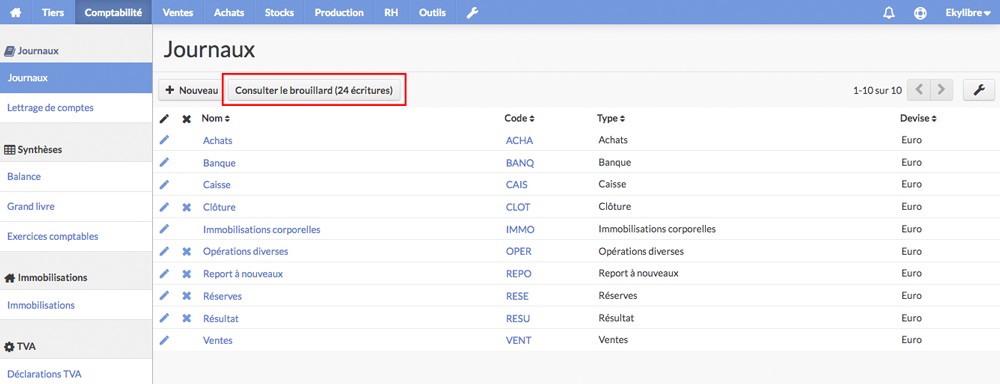 Tiers Comptabilité Ventes Achats Stocks Production RH Outils Ekylibre
Journaux
Journaux
Lettrage de comptes
Synthèses
Balance
Grand livre
Exercices comptables
Immobilisations
Immobilisations
TVA
Déclarations TVA
Journaux
Nouveau Consulter le brouillard (24 écritures) 1-10 sur 10
Nom Code Type Devise
Achats ACHA Achats Euro
Banque BANQ Banque Euro
Caisse CAIS Caisse Euro
Clôture CLOT Clôture Euro
Immobilisations corporelles IMMO Immobilisations corporelles Euro
Opérations diverses OPER Opérations diverses Euro
Report à nouveaux REPO Report à nouveaux Euro
Réserves RESE Réserves Euro
Résultat RESU Résultat Euro
Ventes VENT Ventes Euro